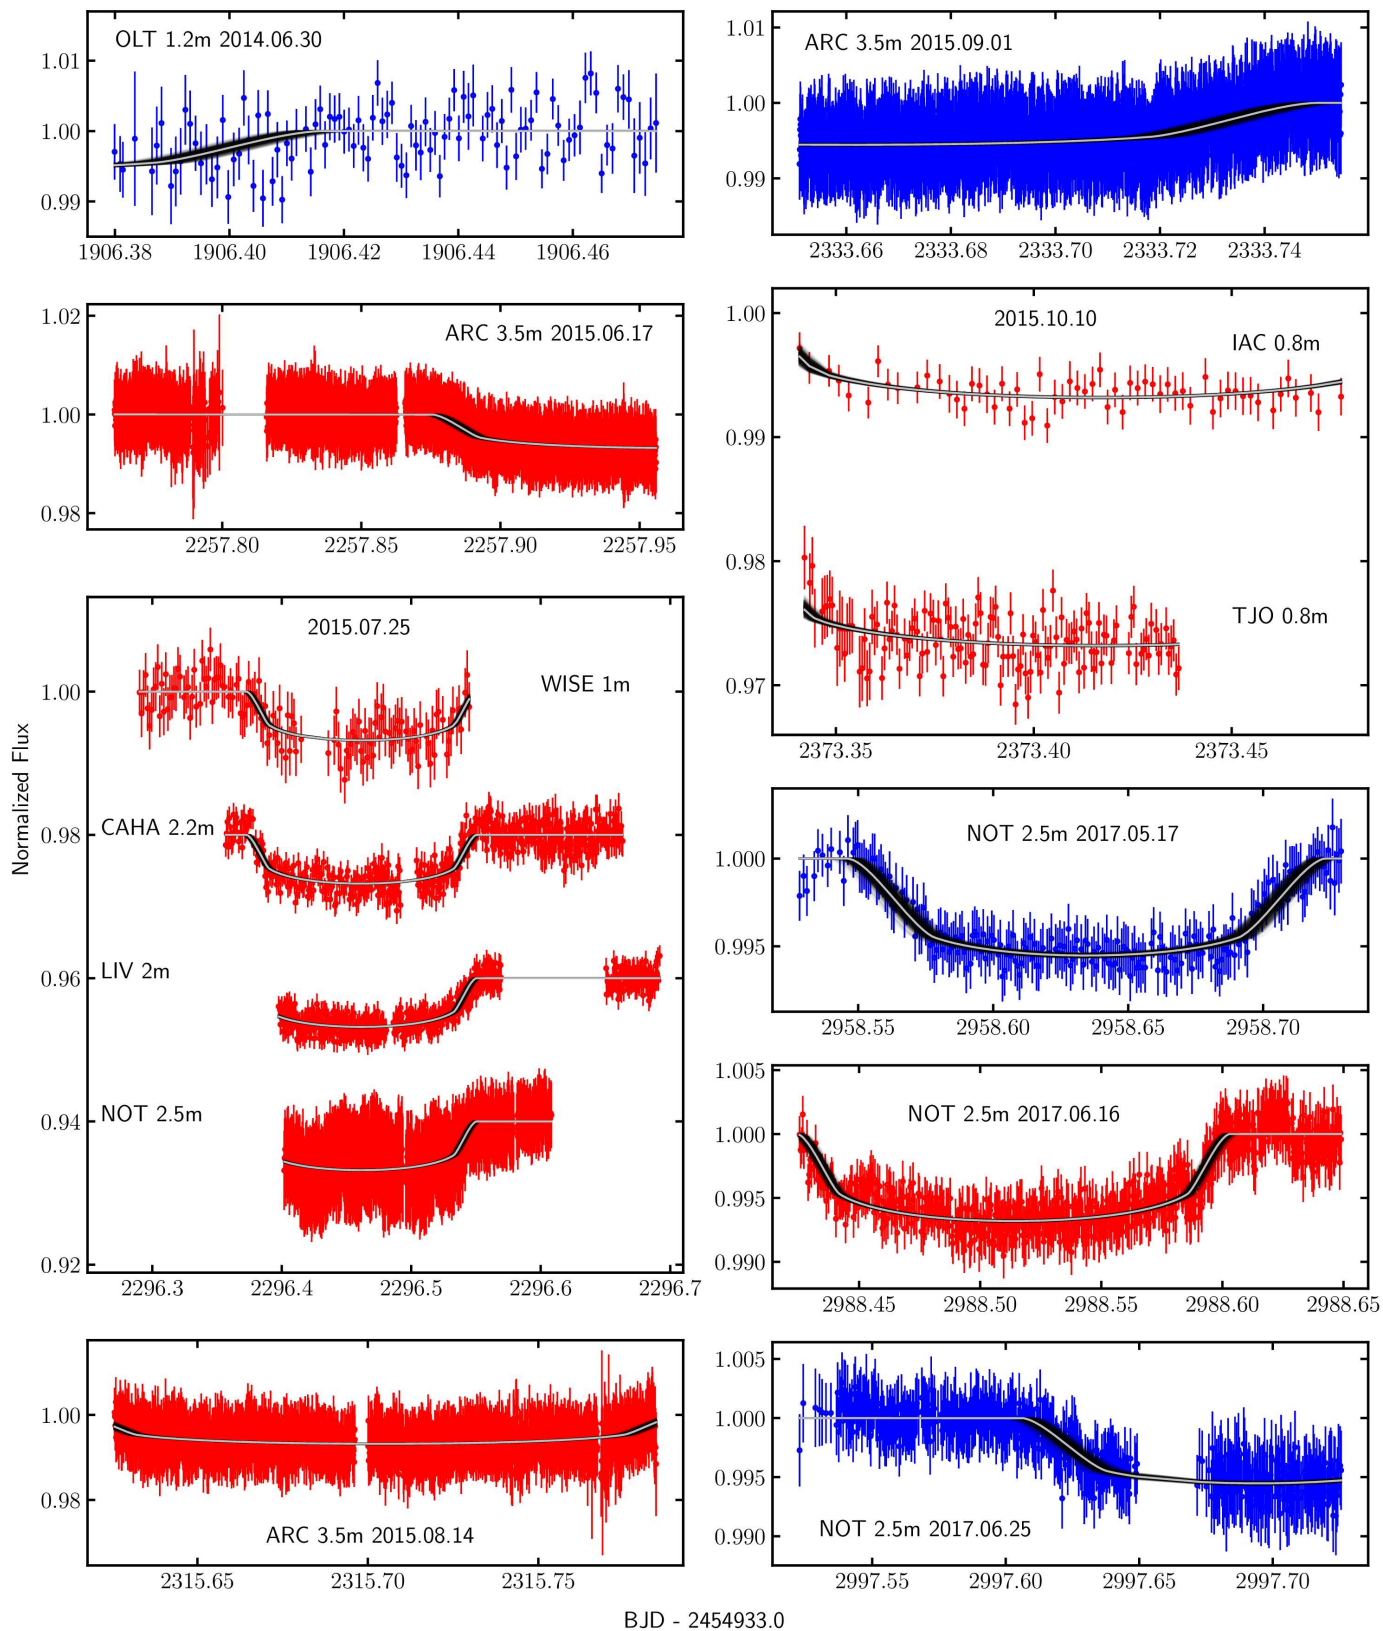 OLT 1.2m 2014.06.30
1.01
1.00
0.99
1906.38 1906.40 1906.42 1906.44 1906.46
ARC 3.5m 2015.09.01
1.01
1.00
0.99
2333.66 2333.68 2333.70 2333.72 2333.74
ARC 3.5m 2015.06.17
1.02
1.00
0.98
2257.80 2257.85 2257.90 2257.95
2015.10.10
IAC 0.8m
TJO 0.8m
1.00
0.99
0.98
0.97
2373.35 2373.40 2373.45
2015.07.25
WISE 1m
CAHA 2.2m
LIV 2m
NOT 2.5m
1.00
0.98
0.96
0.94
0.92
2296.3 2296.4 2296.5 2296.6 2296.7
Normalized Flux
NOT 2.5m 2017.05.17
1.000
0.995
2958.55 2958.60 2958.65 2958.70
NOT 2.5m 2017.06.16
1.005
1.000
0.995
0.990
2988.45 2988.50 2988.55 2988.60 2988.65
ARC 3.5m 2015.08.14
1.00
0.98
2315.65 2315.70 2315.75
NOT 2.5m 2017.06.25
1.005
1.000
0.995
0.990
2997.55 2997.60 2997.65 2997.70
BJD - 2454933.0